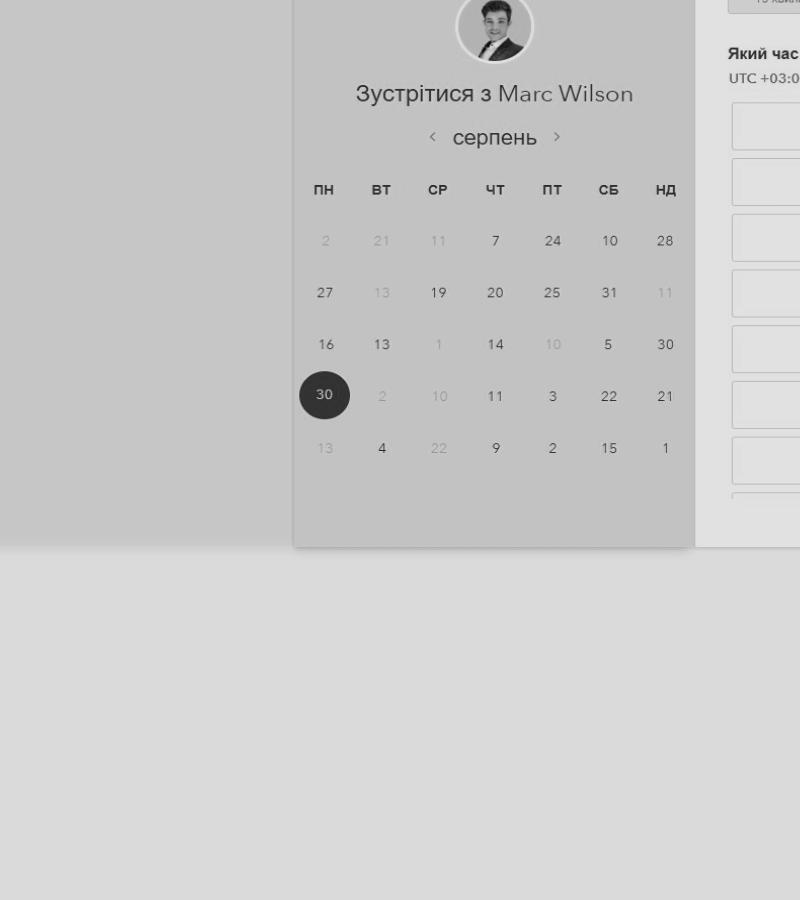 Зустрітися з Marc Wilson
серпень
ПН ВТ СР ЧТ ПТ СБ НД
2 21 11 7 24 10 28
27 13 19 20 25 31 11
16 13 1 14 10 5 30
30 2 10 11 3 22 21
13 4 22 9 2 15 1
Який час
UTC +03:0